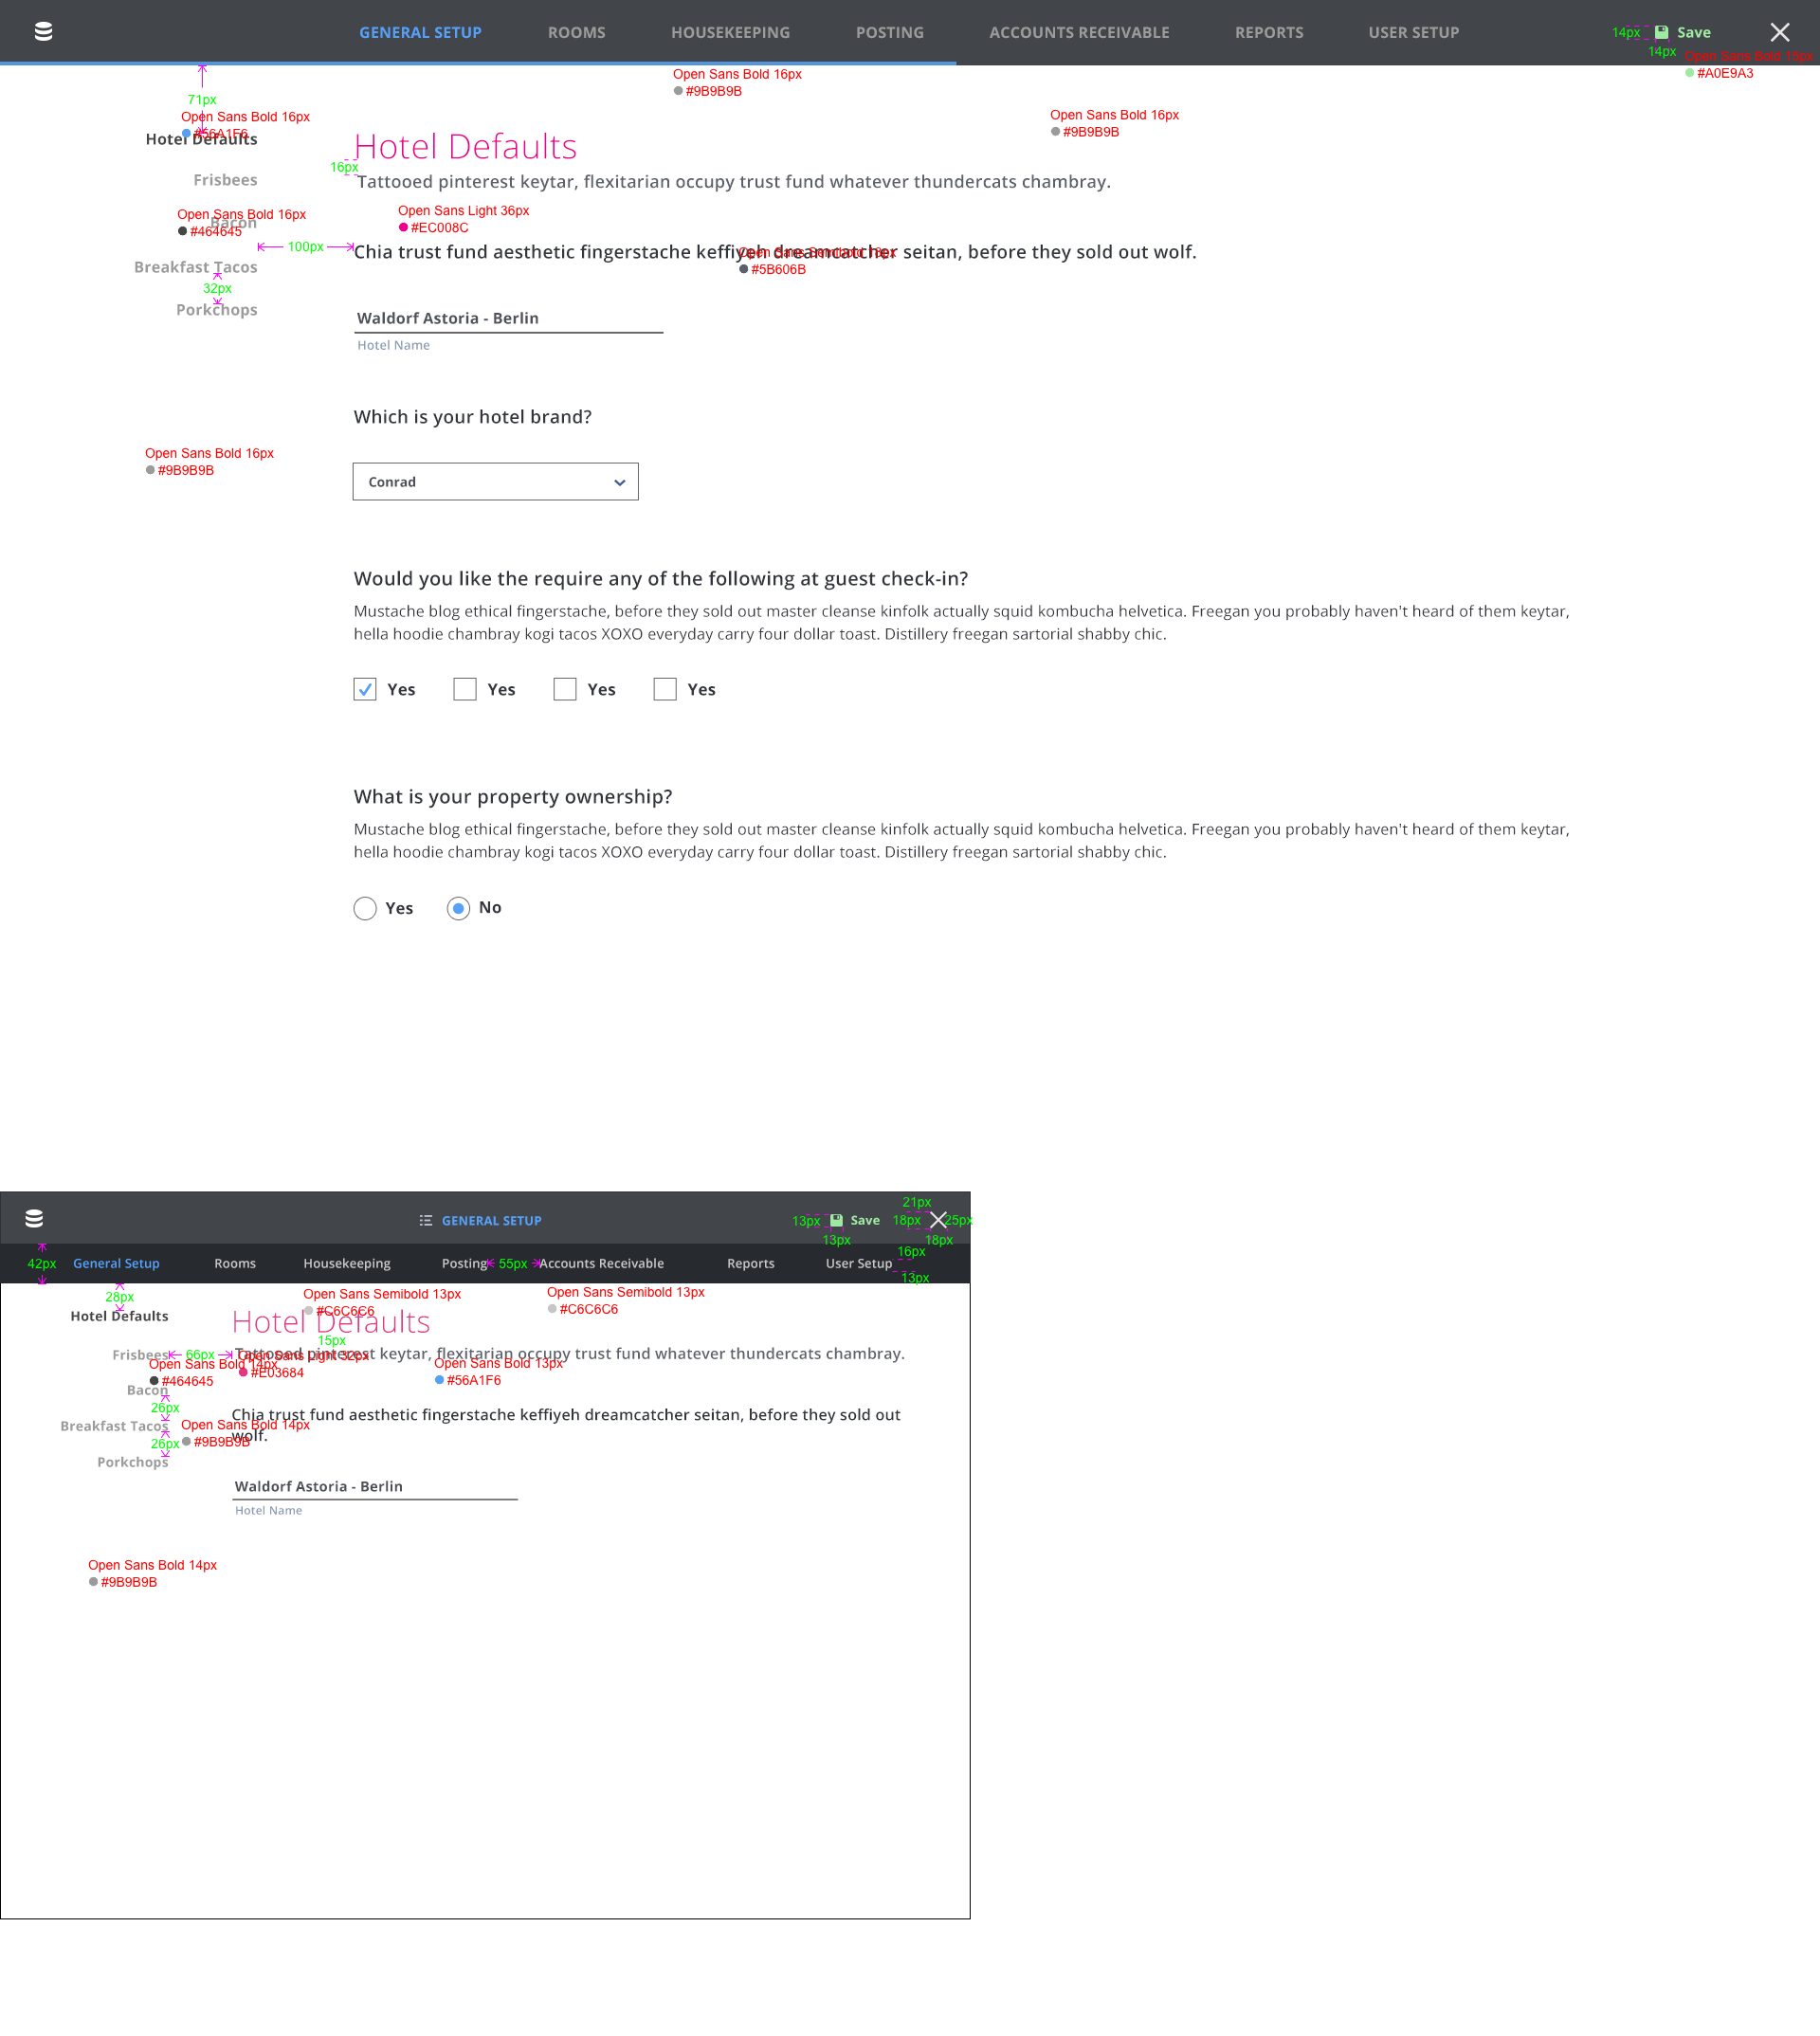 GENERAL SETUP ROOMS HOUSEKEEPING POSTING ACCOUNTS RECEIVABLE REPORTS USER SETUP 14px Save
14px Open Sans Bold 16px
#A0E9A3
Open Sans Bold 16px
#9B9B9B
71px
Open Sans Bold 16px
#56A1F6
Open Sans Bold 16px
#9B9B9B
Hotel Defaults
Frisbees
Bacon
Breakfast Tacos
Porkchops
Open Sans Bold 16px
#464645
100px
32px
Open Sans Bold 16px
#9B9B9B
Hotel Defaults
16px
Tattooed pinterest keytar, flexitarian occupy trust fund whatever thundercats chambray.
Open Sans Light 36px
#EC008C
Chia trust fund aesthetic fingerstache keffiyeh dreamcatcher seitan, before they sold out wolf.
Open Sans Semibold 18px
#5B606B
Waldorf Astoria - Berlin
Hotel Name
Which is your hotel brand?
Conrad
Would you like the require any of the following at guest check-in?
Mustache blog ethical fingerstache, before they sold out master cleanse kinfolk actually squid kombucha helvetica. Freegan you probably haven't heard of them keytar,
hella hoodie chambray kogi tacos XOXO everyday carry four dollar toast. Distillery freegan sartorial shabby chic.
Yes Yes Yes Yes
What is your property ownership?
Mustache blog ethical fingerstache, before they sold out master cleanse kinfolk actually squid kombucha helvetica. Freegan you probably haven't heard of them keytar,
hella hoodie chambray kogi tacos XOXO everyday carry four dollar toast. Distillery freegan sartorial shabby chic.
Yes No
GENERAL SETUP 13px Save 18px 25px
21px
13px 18px
16px
42px General Setup Rooms Housekeeping Posting 55px Accounts Receivable Reports User Setup
13px
28px
Hotel Defaults
Frisbees
Bacon
Breakfast Tacos
Porkchops
66px
Open Sans Bold 14px
#464645
26px
26px
Open Sans Bold 14px
#9B9B9B
Open Sans Bold 14px
#9B9B9B
Open Sans Semibold 13px
#C6C6C6
Open Sans Semibold 13px
#C6C6C6
Hotel Defaults
15px
Tattooed pinterest keytar, flexitarian occupy trust fund whatever thundercats chambray.
Open Sans Light 32px
#E03684
Open Sans Bold 13px
#56A1F6
Chia trust fund aesthetic fingerstache keffiyeh dreamcatcher seitan, before they sold out
wolf.
Waldorf Astoria - Berlin
Hotel Name